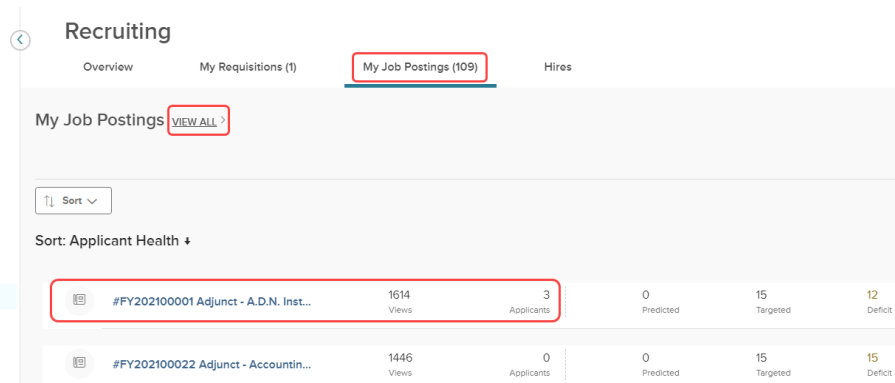 Recruiting
Overview My Requisitions (1) My Job Postings (109) Hires
My Job Postings VIEW ALL >
Sort
Sort: Applicant Health
#FY202100001 Adjunct - A.D.N. Inst... 1614 3 0 15 12
Views Applicants Predicted Targeted Deficit
#FY202100022 Adjunct - Accountin... 1446 0 0 15 15
Views Applicants Predicted Targeted Deficit